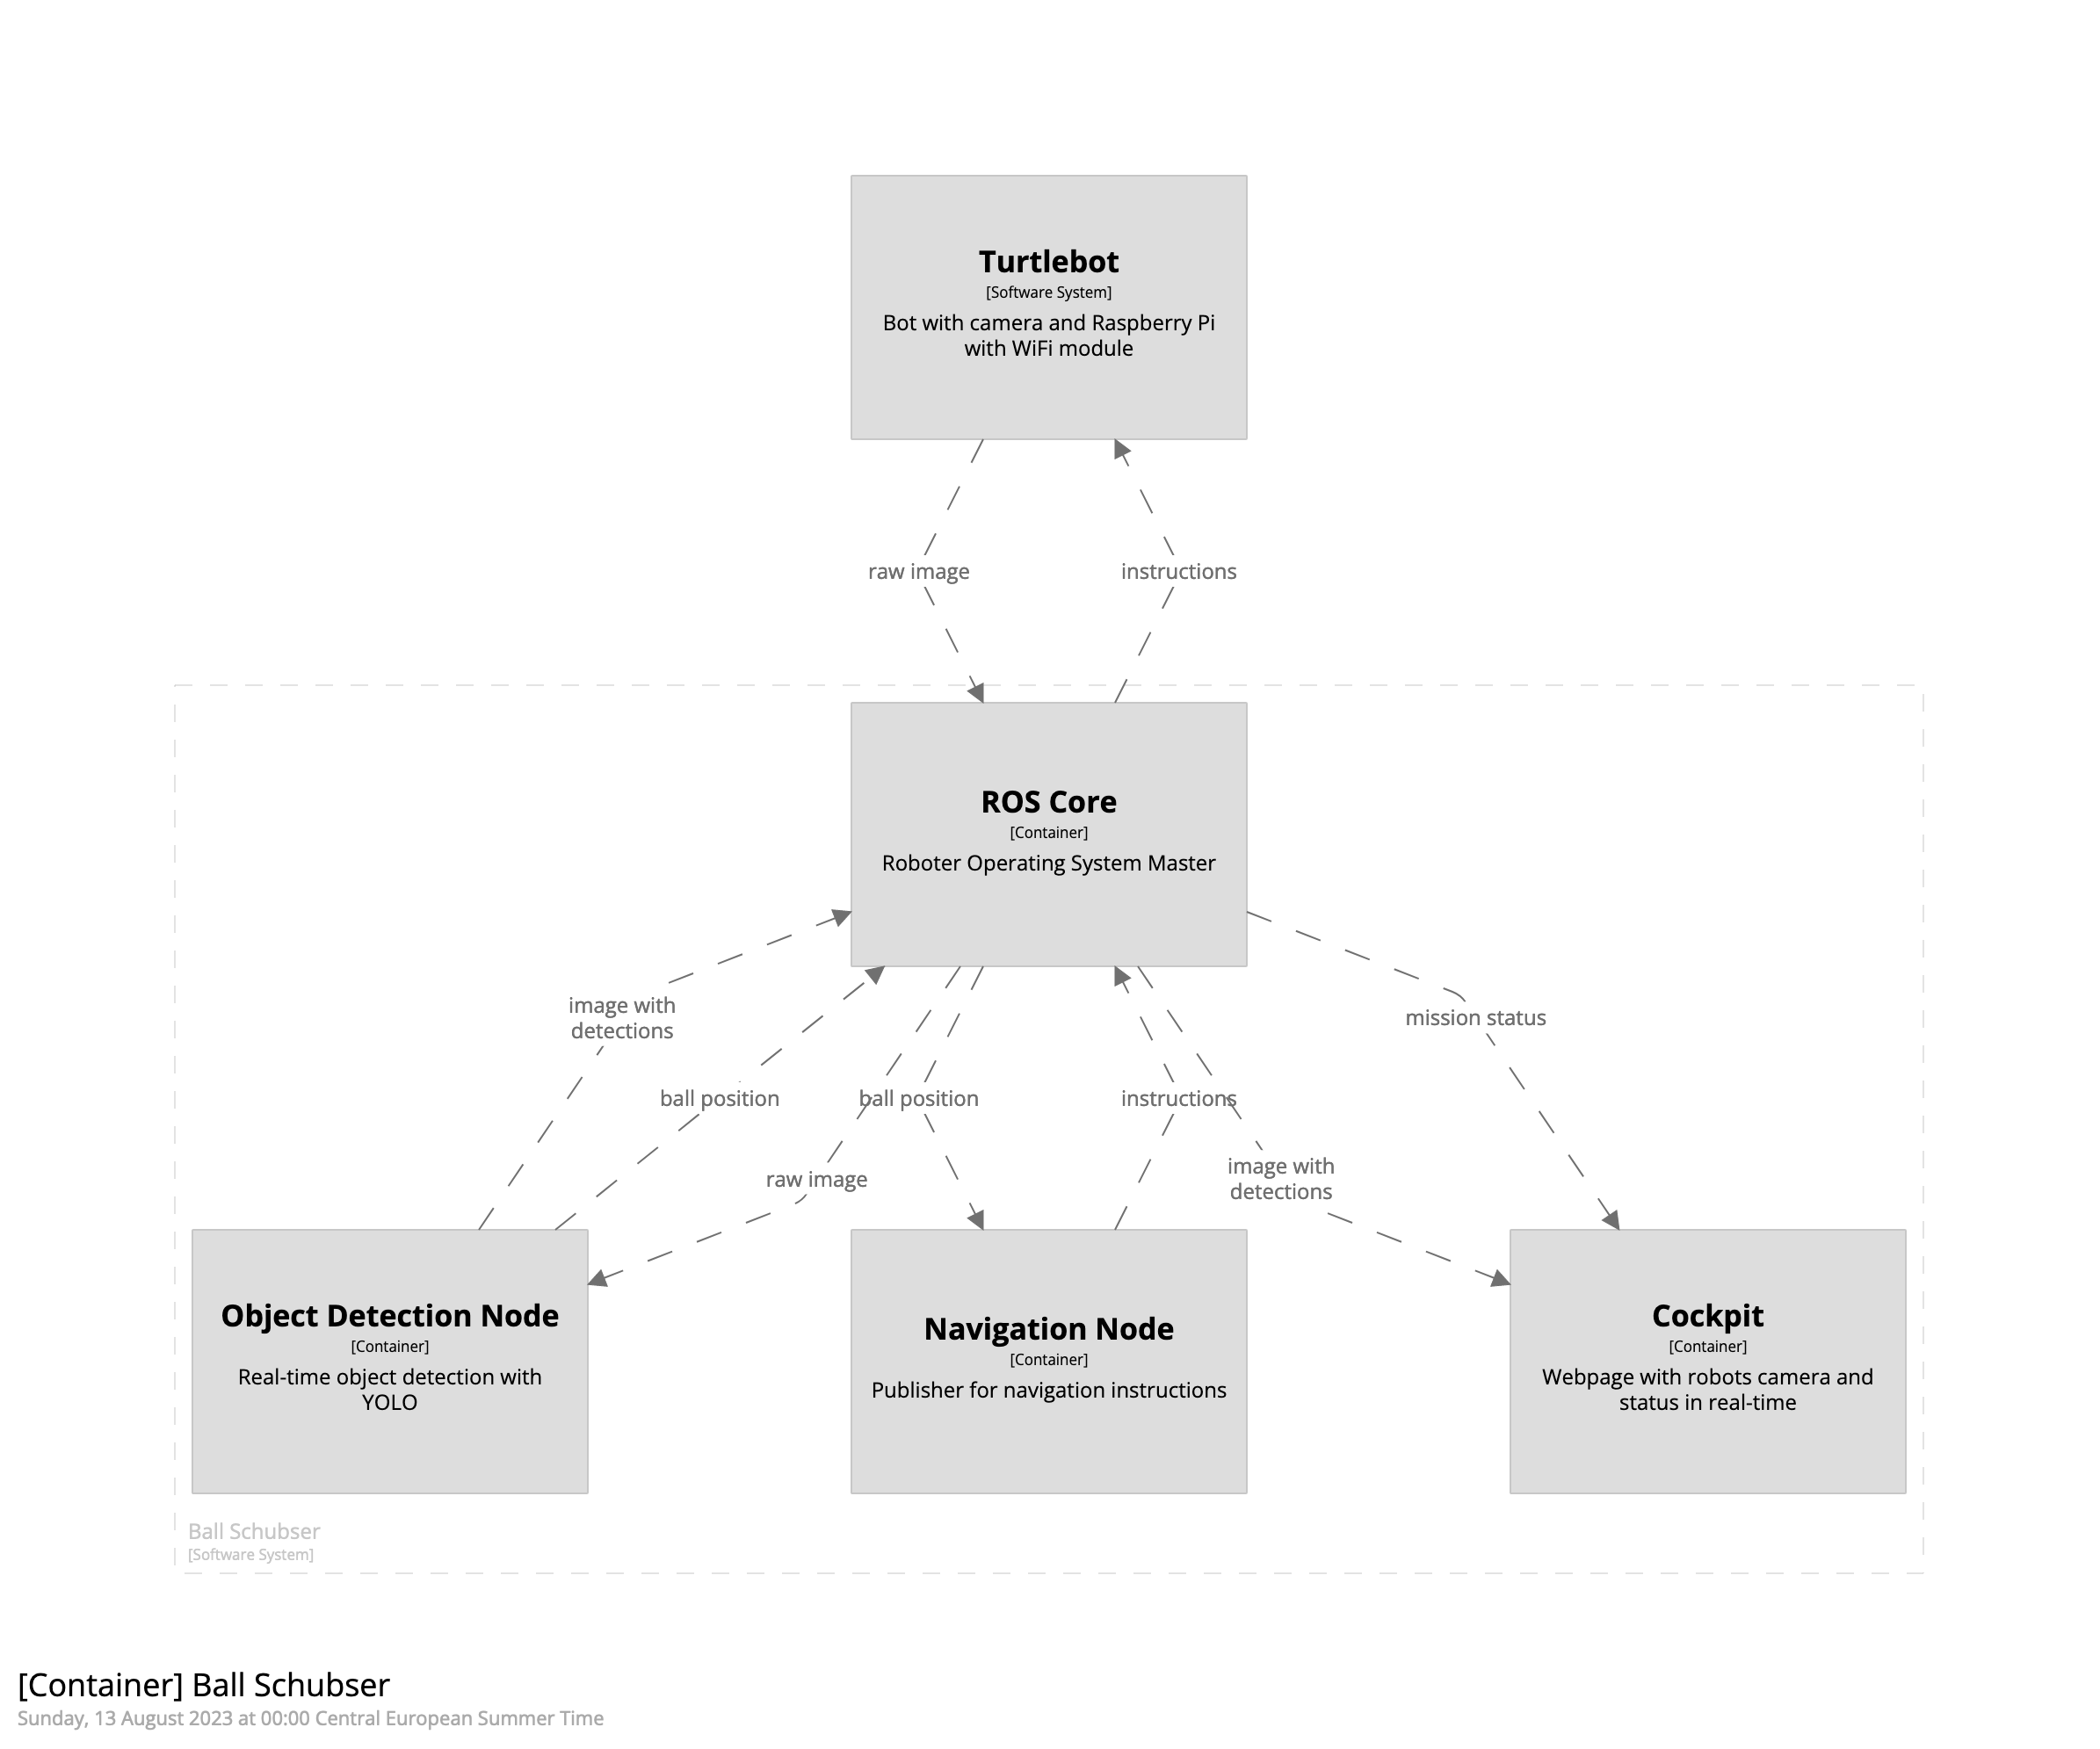 Turtlebot
[Software System]
Bot with camera and Raspberry Pi
with WiFi module
raw image
instructions
ROS Core
[Container]
Roboter Operating System Master
image with
detections
mission status
ball position
ball position
instructions
raw image
image with
detections
Object Detection Node
[Container]
Real-time object detection with
YOLO
Navigation Node
[Container]
Publisher for navigation instructions
Cockpit
[Container]
Webpage with robots camera and
status in real-time
Ball Schubser
[Software System]
[Container] Ball Schubser
Sunday, 13 August 2023 at 00:00 Central European Summer Time